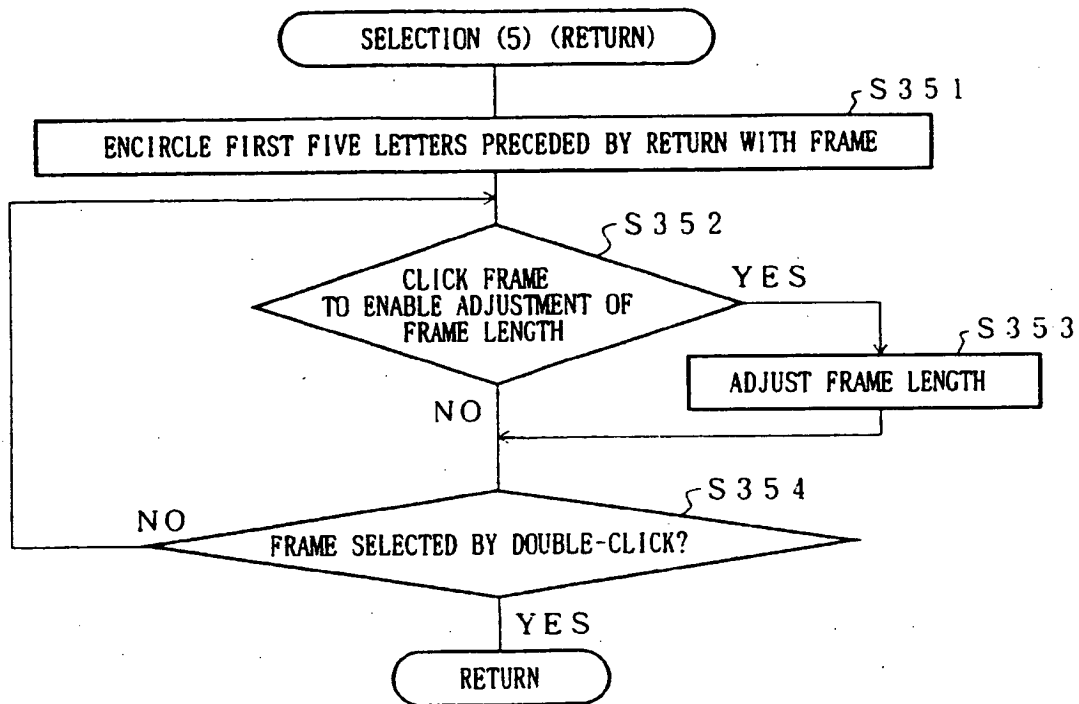 SELECTION (5) (RETURN)
S351
ENCIRCLE FIRST FIVE LETTERS PRECEDED BY RETURN WITH FRAME
S352
CLICK FRAME
TO ENABLE ADJUSTMENT OF
FRAME LENGTH
YES
S353
ADJUST FRAME LENGTH
NO
S354
NO
FRAME SELECTED BY DOUBLE-CLICK?
YES
RETURN